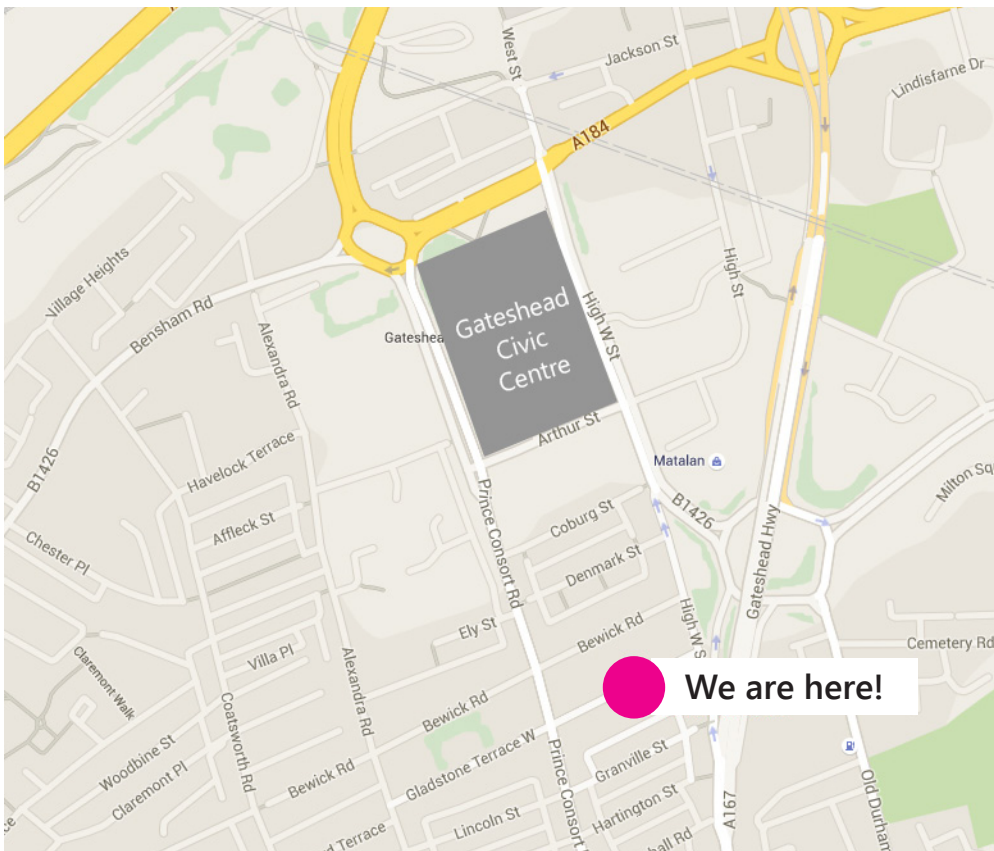 West St
Jackson St
Lindisfarne Dr
A184
Village Heights
Bensham Rd
High St
Gateshead
Civic
Centre
High W St
Gateshea
Alexandra Rd
Arthur St
Matalan
Havelock Terrace
B1426
Milton Sq
B1426
Prince Consort Rd
Coburg St
Affleck St
Chester Pl
Gateshead Hwy
Denmark St
Ely St
Bewick Rd
High W S
Cemetery Rd
Villa Pl
Claremont Walk
Alexandra Rd
We are here!
Coatsworth Rd
Bewick Rd
Woodbine St
Gladstone Terrace W
Prince Consort
Granville St
Claremont Pl
Bewick Rd
Old Durham
Lincoln St
Hartington St
A167
Terrace
hall Rd
ce